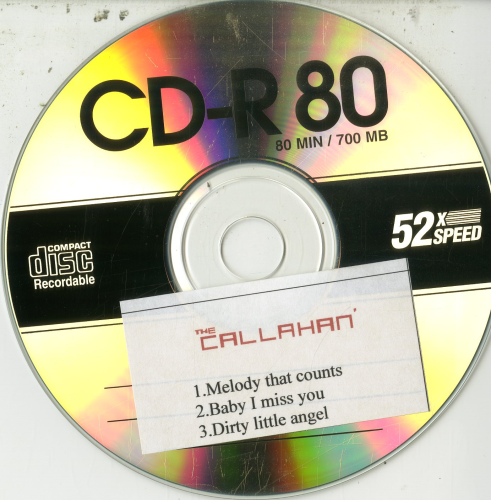 CD-R 80
80 MIN / 700 MB
COMPACT
disc
Recordable
52X
SPEED
THE
CALLAHAN'
1.Melody that counts
2.Baby I miss you
3.Dirty little angel